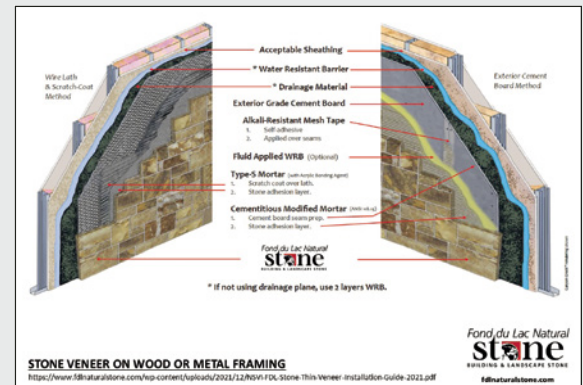 Wire Lath
& Scratch-Coat
Method
Acceptable Sheathing
* Water Resistant Barrier
* Drainage Material
Exterior Grade Cement Board
Alkali-Resistant Mesh Tape
1. Self adhesive
2. Applied over seams
Fluid Applied WRB (Optional)
Type-S Mortar (with Acrylic Bonding Agent)
1. Scratch coat over lath.
2. Stone adhesion layer.
Cementitious Modified Mortar
1. Cement board seam prep.
2. Stone adhesion layer.
Exterior Cement
Board Method
Fond du Lac Natural
stone
BUILDING & LANDSCAPE STONE
* If not using drainage plane, use 2 layers WRB.
Fond du Lac Natural
stone
BUILDING & LANDSCAPE STONE
fdlnaturalstone.com
STONE VENEER ON WOOD OR METAL FRAMING
https://www.fdlnaturalstone.com/wp-content/uploads/2021/12/NSVI-FDL-Stone-Thin-Veneer-Installation-Guide-2021.pdf